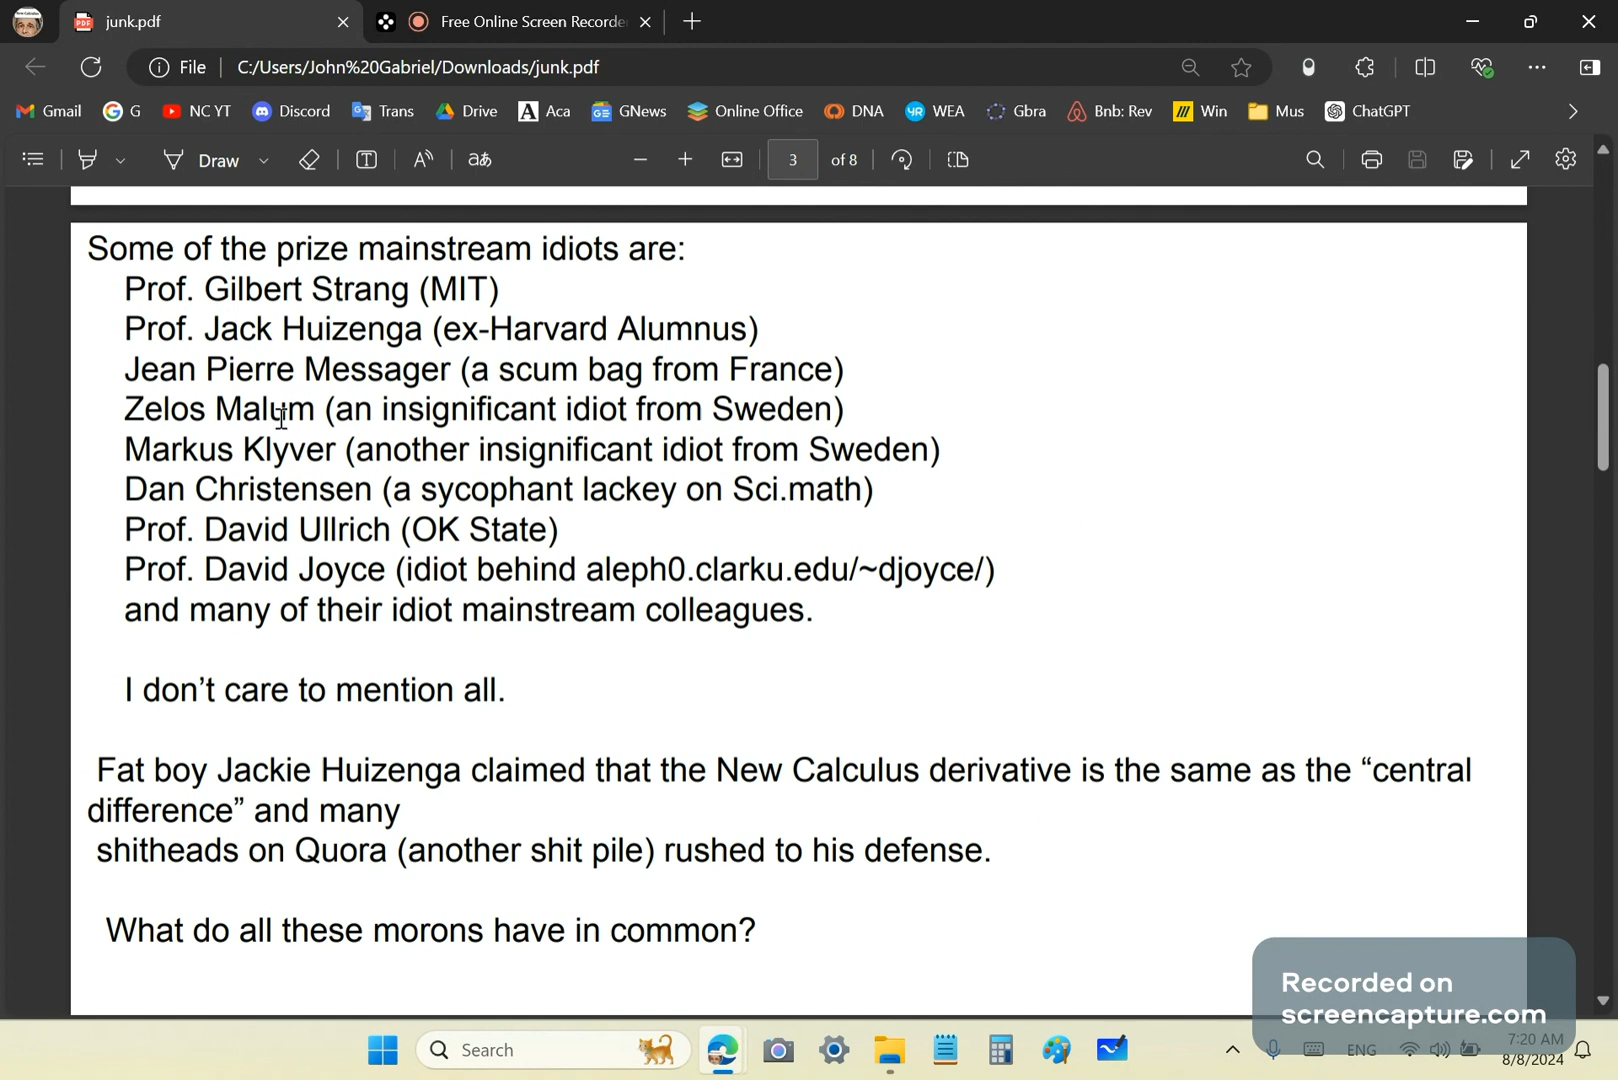 junk.pdf
Free Online Screen Recorde
File
C:/Users/John%20Gabriel/Downloads/junk.pdf
Gmail
G
NC YT
Discord
Trans
Drive
Aca
GNews
Online Office
DNA
WEA
Gbra
Bnb: Rev
Win
Mus
ChatGPT
Draw
3 of 8
Some of the prize mainstream idiots are:
Prof. Gilbert Strang (MIT)
Prof. Jack Huizenga (ex-Harvard Alumnus)
Jean Pierre Messager (a scum bag from France)
Zelos Malum (an insignificant idiot from Sweden)
Markus Klyver (another insignificant idiot from Sweden)
Dan Christensen (a sycophant lackey on Sci.math)
Prof. David Ullrich (OK State)
Prof. David Joyce (idiot behind aleph0.clarku.edu/~djoyce/)
and many of their idiot mainstream colleagues.
I don’t care to mention all.
Fat boy Jackie Huizenga claimed that the New Calculus derivative is the same as the “central
difference” and many
shitheads on Quora (another shit pile) rushed to his defense.
What do all these morons have in common?
Recorded on
screencapture.com
Search
ENG
7:20 AM
8/8/2024